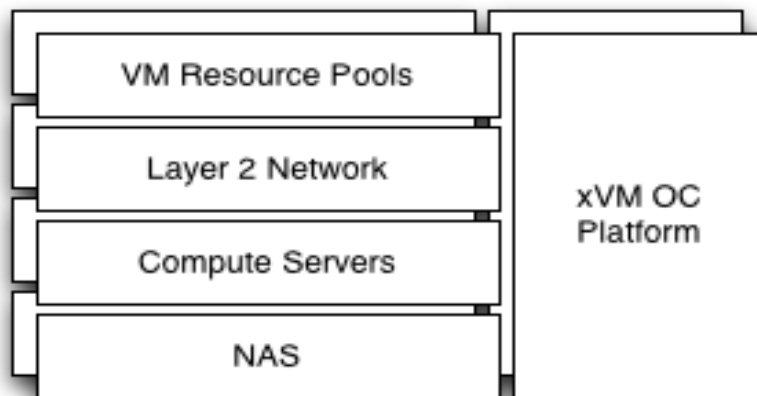 VM Resource Pools
Layer 2 Network
Compute Servers
NAS
xVM OC
Platform